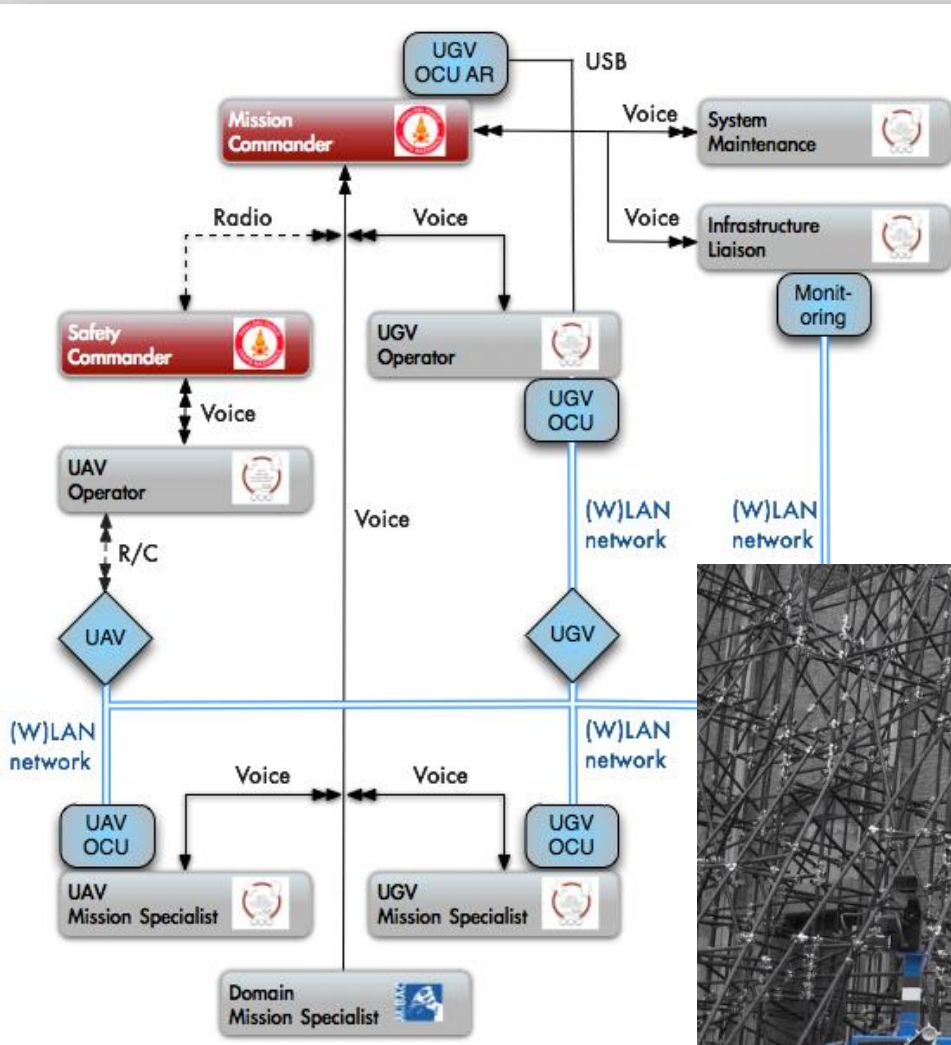 UGV
OCU AR
USB
Mission
Commander
Voice
System
Maintenance
Radio
Voice
Voice
Infrastructure
Liaison
Monit-
oring
Safety
Commander
UGV
Operator
Voice
UGV
OCU
UAV
Operator
Voice
(W)LAN
network
(W)LAN
network
R/C
UAV
UGV
(W)LAN
network
(W)LAN
network
Voice
Voice
UAV
OCU
UGV
OCU
UAV
Mission Specialist
UGV
Mission Specialist
Domain
Mission Specialist